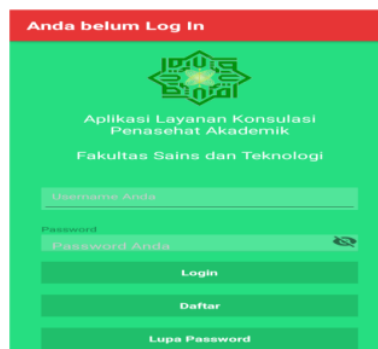 Anda belum Log In
Aplikasi Layanan Konsulasi
Penasehat Akademik
Fakultas Sains dan Teknologi
Username Anda
Password
Password Anda
Login
Daftar
Lupa Password